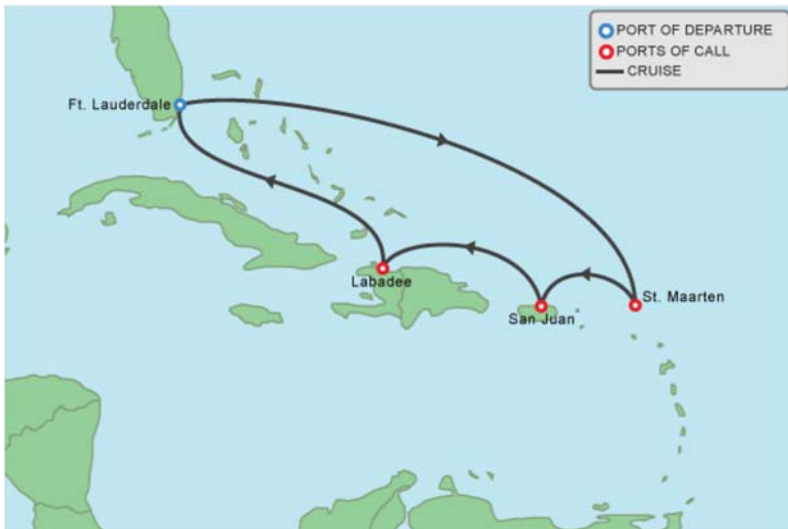 PORT OF DEPARTURE
PORTS OF CALL
CRUISE
Ft. Lauderdale
Labadee
San Juan
St. Maarten